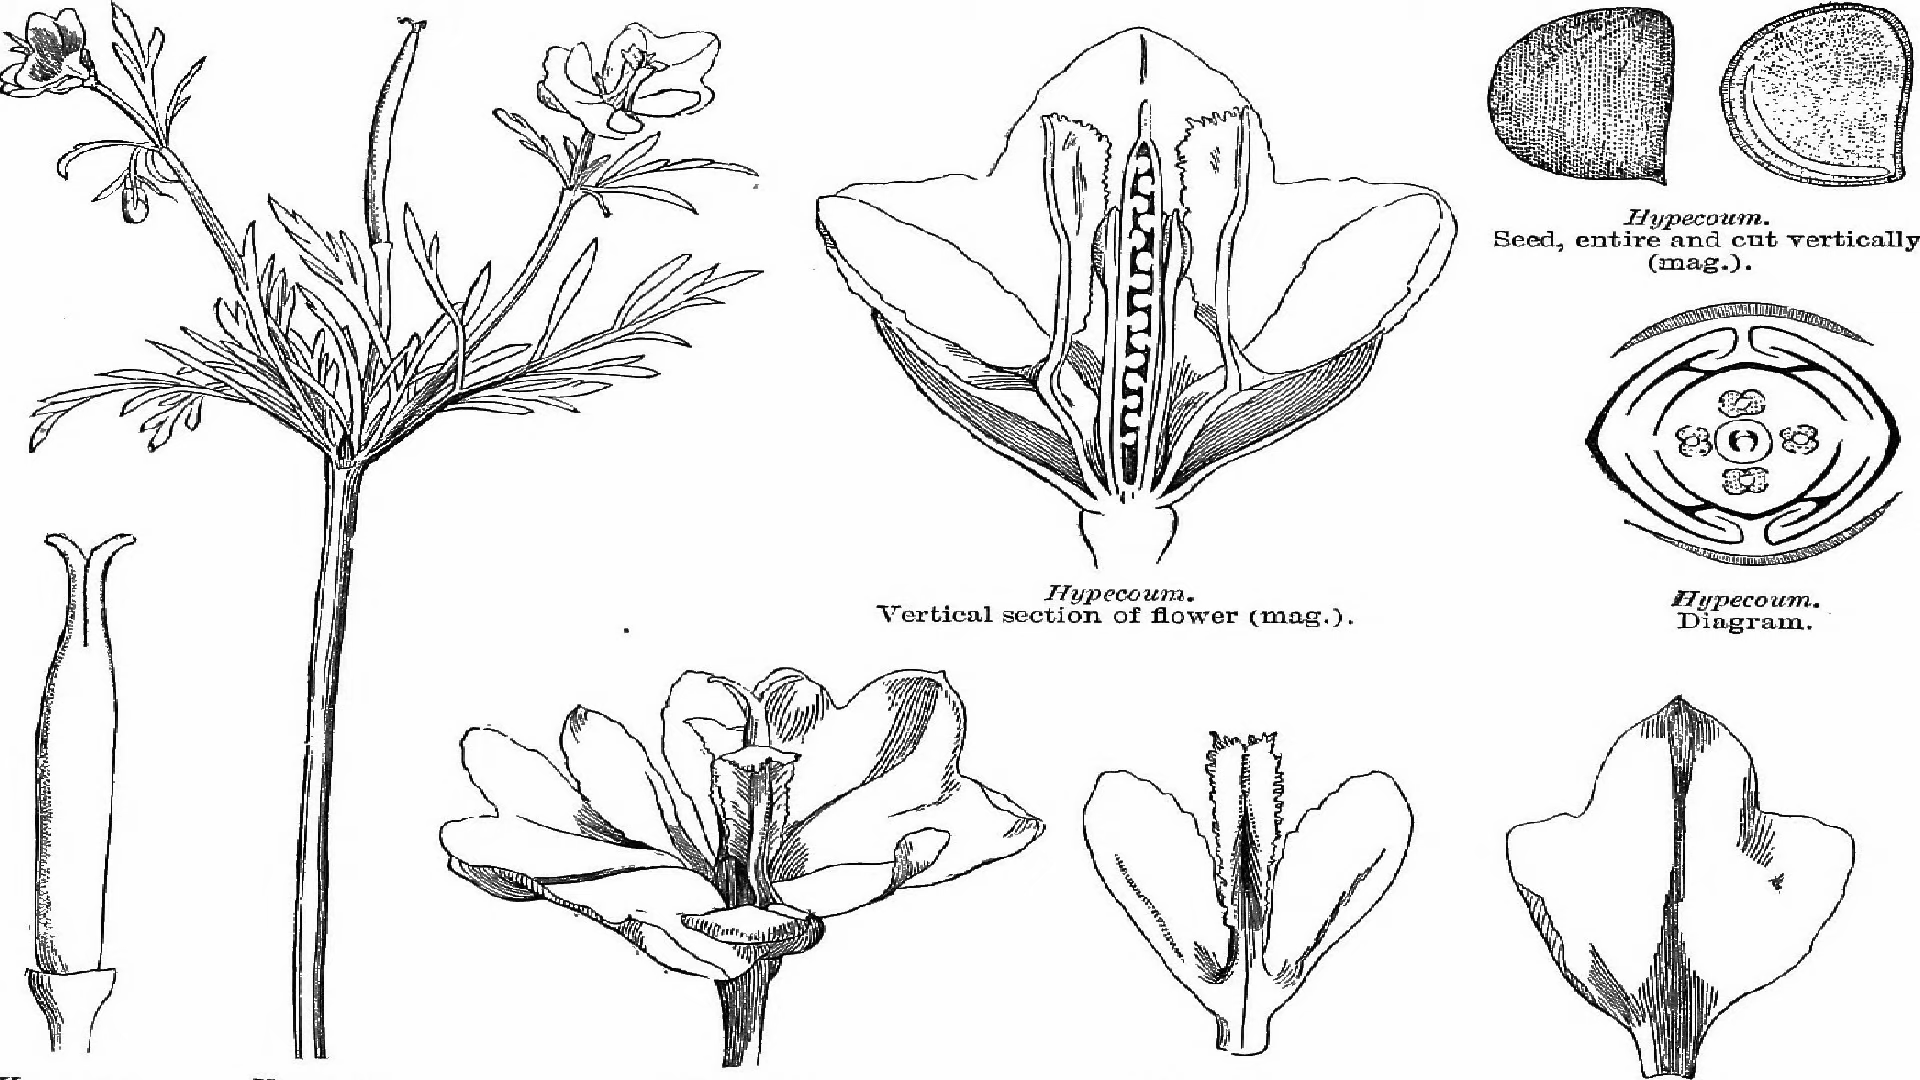 Hypecoum.
Seed, entire and cut vertically
(mag.).
Hypecoum.
Vertical section of flower (mag.).
Hypecoum.
Diagram.